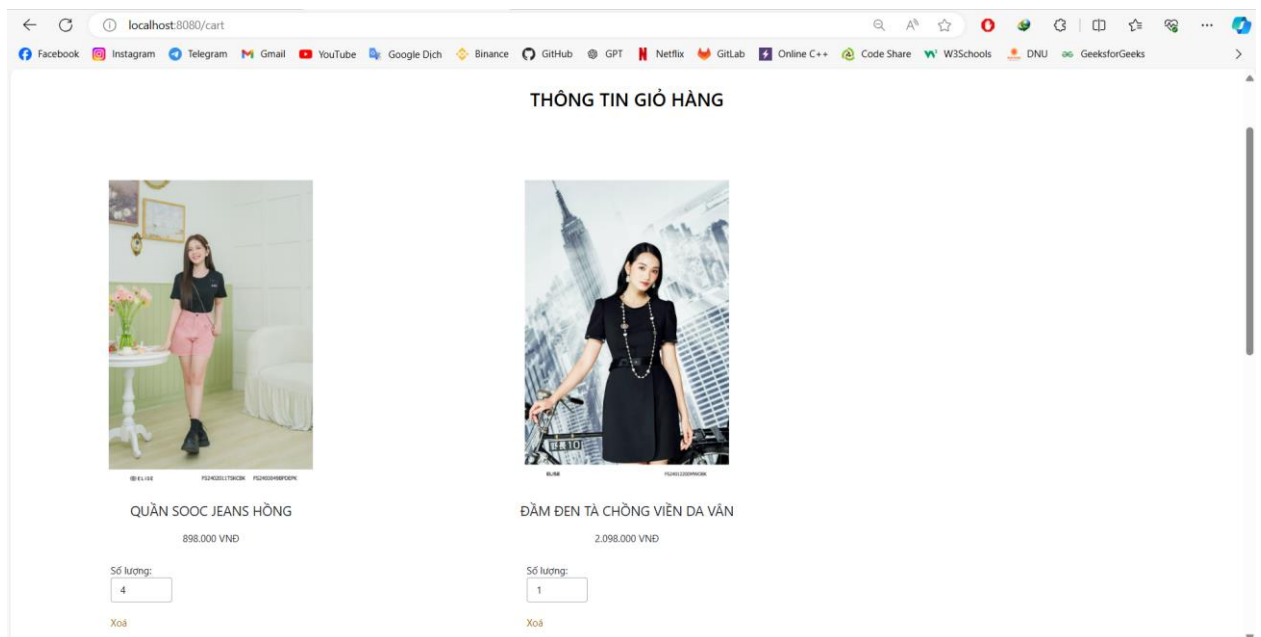 localhost:8080/cart
Facebook Instagram Telegram Gmail YouTube Google Dịch Binance GitHub GPT Netflix GitLab Online C++ Code Share W3Schools DNU GeeksforGeeks
THÔNG TIN GIỎ HÀNG
ELISE
ELISE
QUẦN SOOC JEANS HỒNG
ĐẦM ĐEN TÀ CHỒNG VIỀN DA VÂN
898.000 VNĐ
2.098.000 VNĐ
Số lượng:
Số lượng:
4
1
Xoá
Xoá